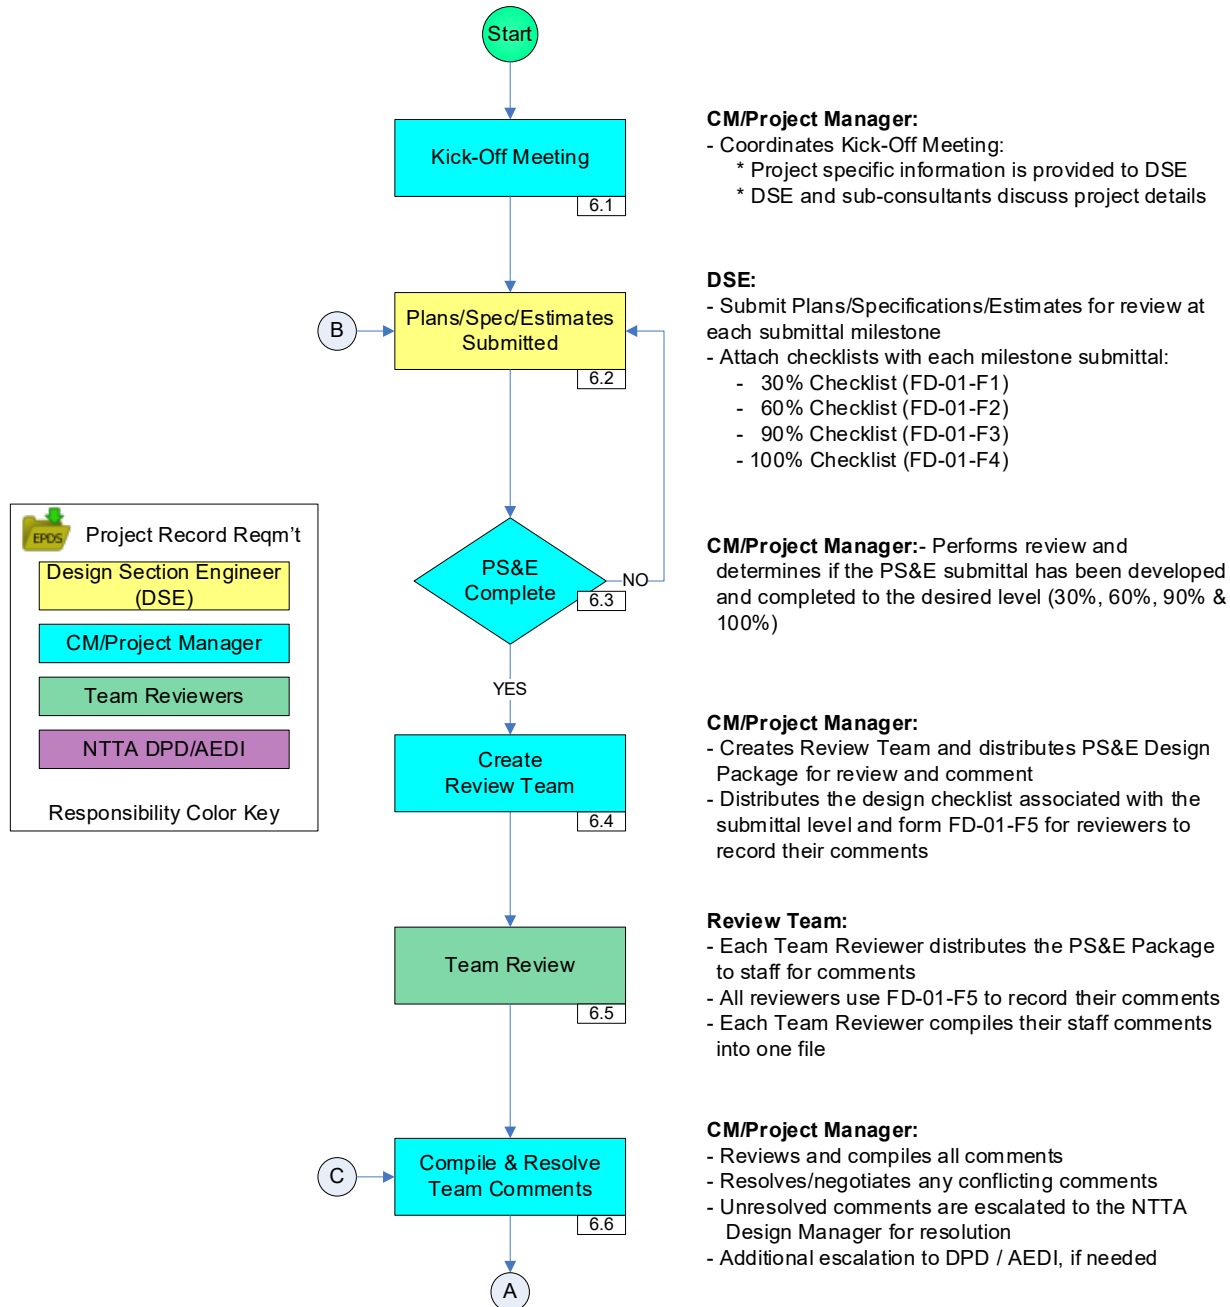 Start
Kick-Off Meeting
6.1
CM/Project Manager:
- Coordinates Kick-Off Meeting:
* Project specific information is provided to DSE
* DSE and sub-consultants discuss project details
B
Plans/Spec/Estimates
Submitted
6.2
DSE:
- Submit Plans/Specifications/Estimates for review at
each submittal milestone
- Attach checklists with each milestone submittal:
- 30% Checklist (FD-01-F1)
- 60% Checklist (FD-01-F2)
- 90% Checklist (FD-01-F3)
- 100% Checklist (FD-01-F4)
EPDS
Project Record Reqm’t
Design Section Engineer
(DSE)
CM/Project Manager
Team Reviewers
NTTA DPD/AEDI
Responsibility Color Key
PS&E
Complete
6.3
NO
YES
CM/Project Manager:- Performs review and
determines if the PS&E submittal has been developed
and completed to the desired level (30%, 60%, 90% &
100%)
Create
Review Team
6.4
CM/Project Manager:
- Creates Review Team and distributes PS&E Design
Package for review and comment
- Distributes the design checklist associated with the
submittal level and form FD-01-F5 for reviewers to
record their comments
Team Review
6.5
Review Team:
- Each Team Reviewer distributes the PS&E Package
to staff for comments
- All reviewers use FD-01-F5 to record their comments
- Each Team Reviewer compiles their staff comments
into one file
C
Compile & Resolve
Team Comments
6.6
CM/Project Manager:
- Reviews and compiles all comments
- Resolves/negotiates any conflicting comments
- Unresolved comments are escalated to the NTTA
Design Manager for resolution
- Additional escalation to DPD / AEDI, if needed
A